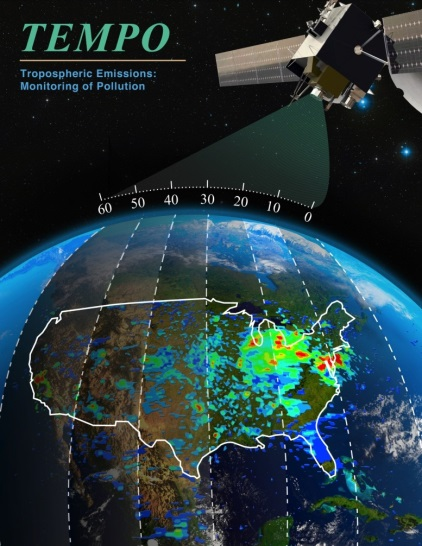 TEMPO
Tropospheric Emissions:
Monitoring of Pollution
60 50 40 30 20 10 0